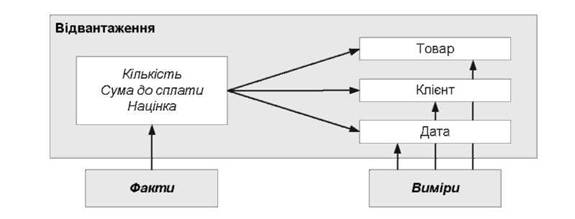 Відвантаження
Кількість
Сума до сплати
Націнка
Товар
Клієнт
Дата
Факти
Виміри